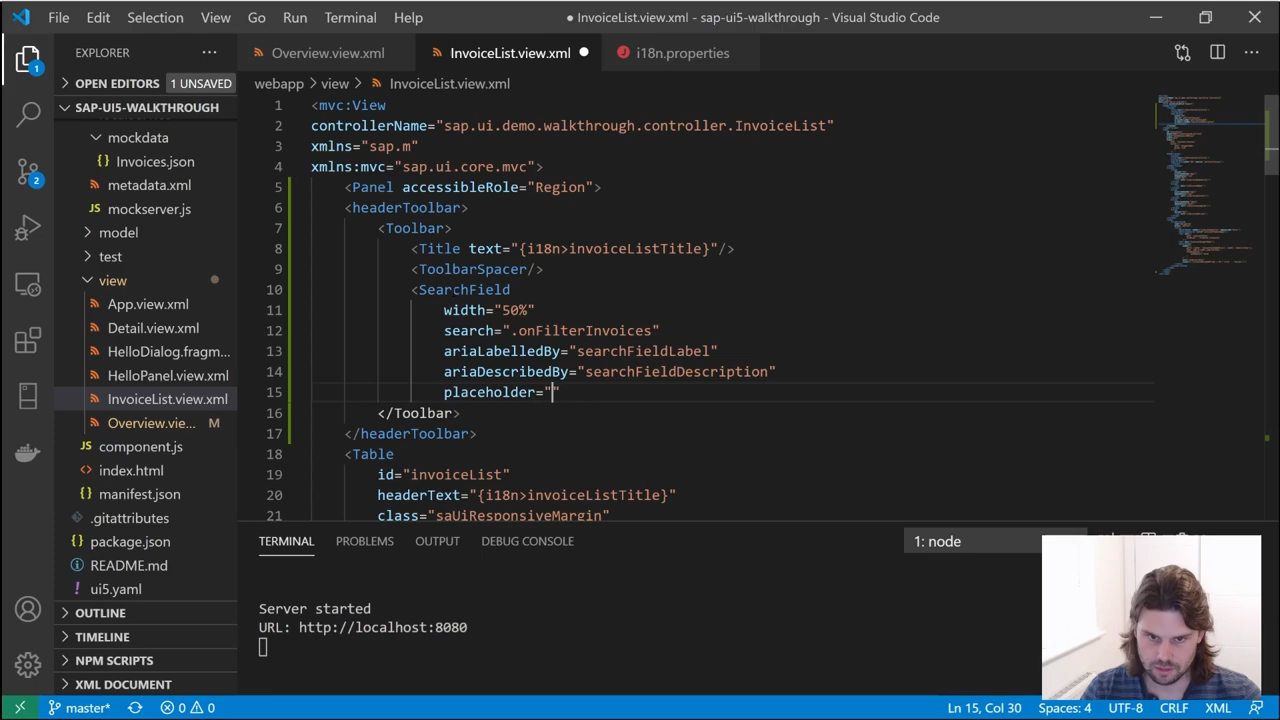 File Edit Selection View Go Run Terminal Help
● InvoiceList.view.xml - sap-ui5-walkthrough - Visual Studio Code
EXPLORER
Overview.view.xml
InvoiceList.view.xml
i18n.properties
OPEN EDITORS 1 UNSAVED
webapp > view > InvoiceList.view.xml
SAP-UI5-WALKTHROUGH
mockdata
Invoices.json
metadata.xml
JS mockserver.js
model
test
view
App.view.xml
Detail.view.xml
HelloDialog.fragm...
HelloPanel.view.xml
InvoiceList.view.xml
Overview.vie... M
JS component.js
index.html
manifest.json
.gitattributes
package.json
README.md
ui5.yaml
OUTLINE
TIMELINE
NPM SCRIPTS
XML DOCUMENT
1
2
1 <mvc:View
2 controllerName="sap.ui.demo.walkthrough.controller.InvoiceList"
3 xmlns="sap.m"
4 xmlns:mvc="sap.ui.core.mvc">
5 <Panel accessibleRole="Region">
6 <headerToolbar>
7 <Toolbar>
8 <Title text="{i18n>invoiceListTitle}"/>
9 <ToolbarSpacer/>
10 <SearchField
11 width="50%"
12 search=".onFilterInvoices"
13 ariaLabelledBy="searchFieldLabel"
14 ariaDescribedBy="searchFieldDescription"
15 placeholder=""
16 </Toolbar>
17 </headerToolbar>
18 <Table
19 id="invoiceList"
20 headerText="{i18n>invoiceListTitle}"
21 class="saUiResponsiveMargin"
TERMINAL PROBLEMS OUTPUT DEBUG CONSOLE
1: node
Server started
URL: http://localhost:8080
master* 0 0
Ln 15, Col 30 Spaces: 4 UTF-8 CRLF XML